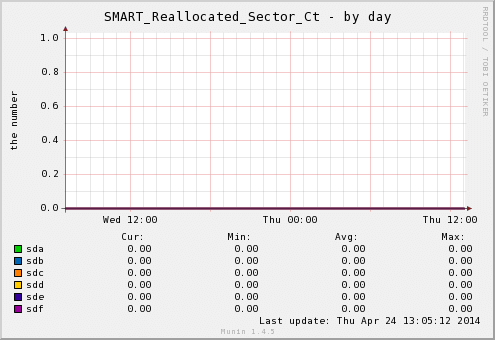 SMART_Reallocated_Sector_Ct - by day
RRDTOOL / TOBI OETIKER
the number
1.0
0.8
0.6
0.4
0.2
0.0
Wed 12:00 Thu 00:00 Thu 12:00
Cur: Min: Avg: Max:
sda 0.00 0.00 0.00 0.00
sdb 0.00 0.00 0.00 0.00
sdc 0.00 0.00 0.00 0.00
sdd 0.00 0.00 0.00 0.00
sde 0.00 0.00 0.00 0.00
sdf 0.00 0.00 0.00 0.00
Last update: Thu Apr 24 13:05:12 2014
Munin 1.4.5